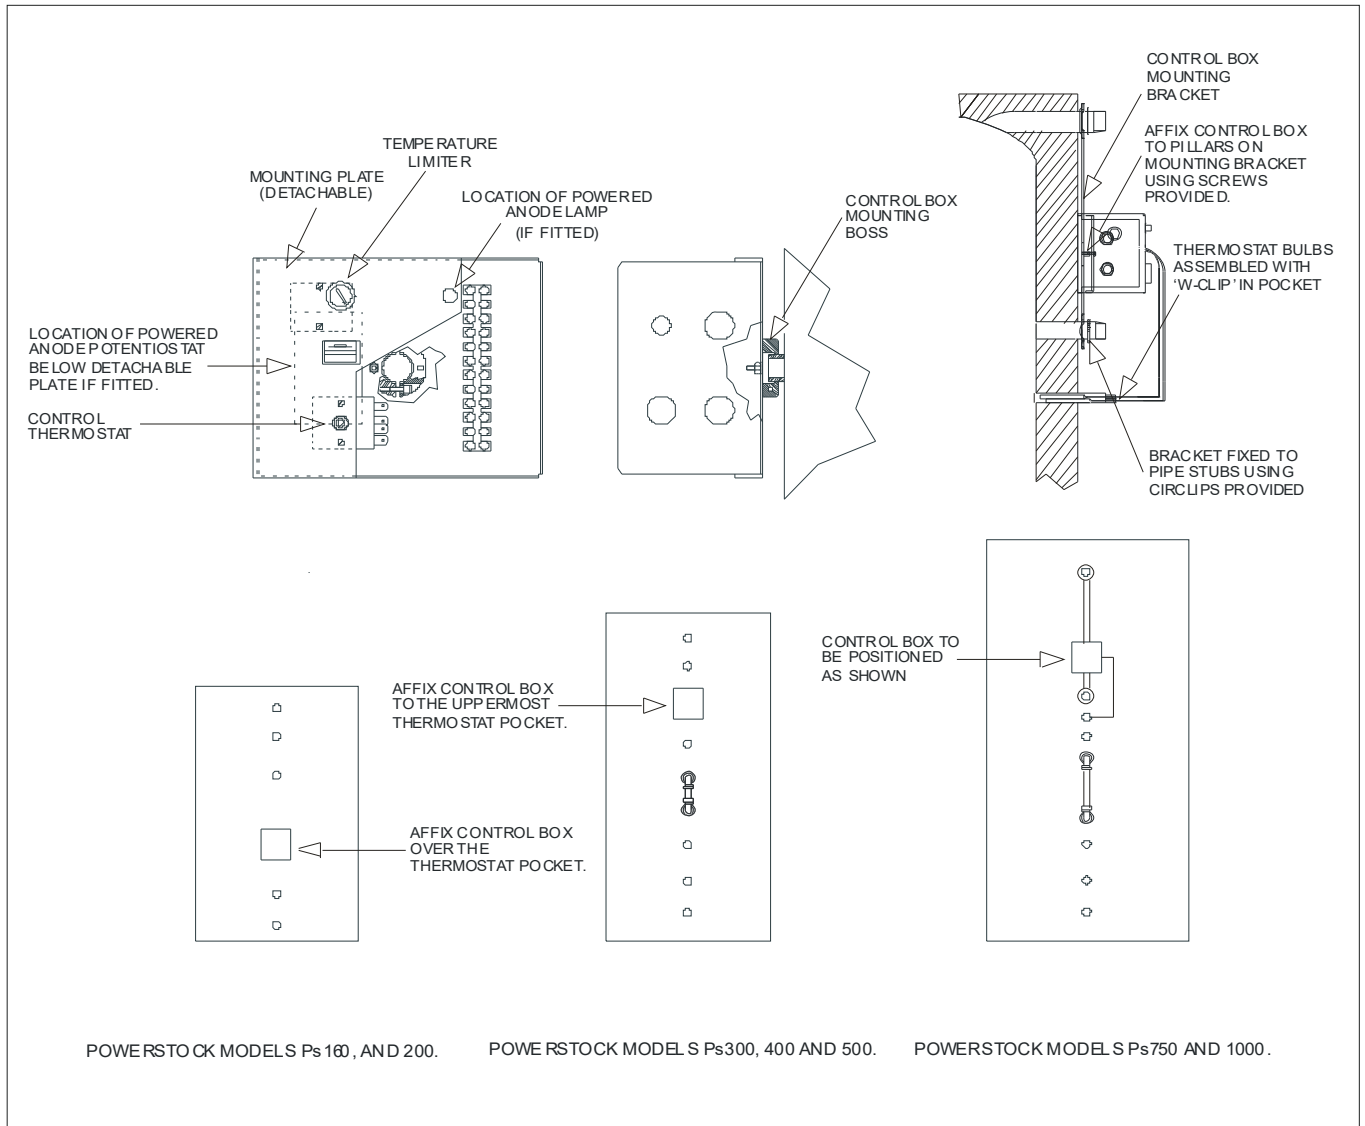 CONTROL BOX
MOUNTING
BRACKET
TEMPERATURE
LIMITER
AFFIX CONTROL BOX
TO PILLARS ON
MOUNTING BRACKET
USING SCREWS
PROVIDED.
MOUNTING PLATE
(DETACHABLE)
LOCATION OF POWERED
ANODE LAMP
(IF FITTED)
CONTROL BOX
MOUNTING
BOSS
THERMOSTAT BULBS
ASSEMBLED WITH
'W-CLIP' IN POCKET
LOCATION OF POWERED
ANODE POTENTIOSTAT
BELOW DETACHABLE
PLATE IF FITTED.
CONTROL
THERMOSTAT
BRACKET FIXED TO
PIPE STUBS USING
CIRCLIPS PROVIDED
CONTROL BOX TO
BE POSITIONED
AS SHOWN
AFFIX CONTROL BOX
TO THE UPPERMOST
THERMOSTAT POCKET.
AFFIX CONTROL BOX
OVER THE
THERMOSTAT POCKET.
POWERSTOCK MODELS Ps160, AND 200.
POWERSTOCK MODELS Ps300, 400 AND 500.
POWERSTOCK MODELS Ps750 AND 1000.